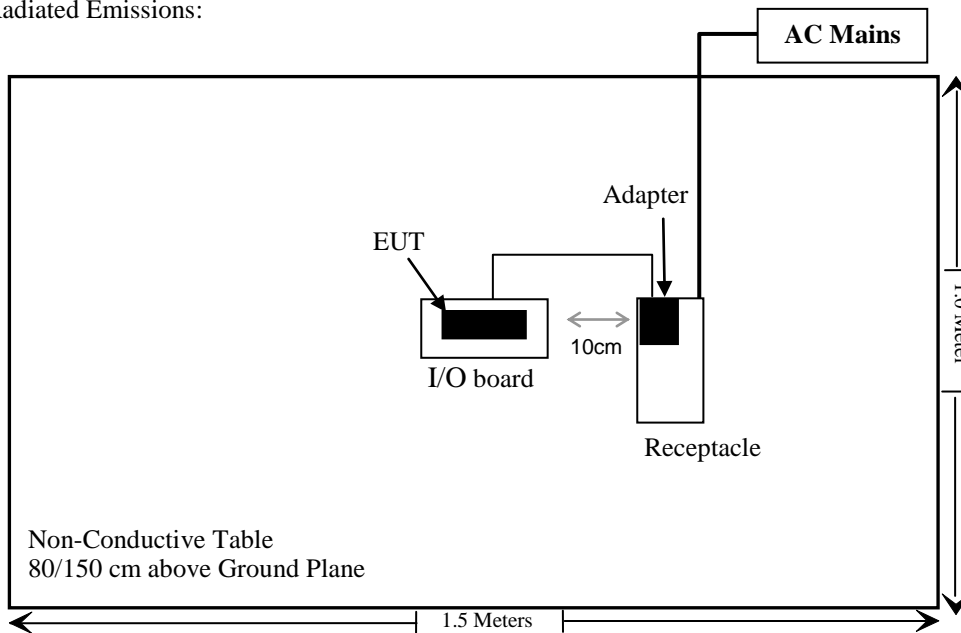 adiated Emissions:
AC Mains
Adapter
EUT
10cm
I/O board
Receptacle
Non-Conductive Table
80/150 cm above Ground Plane
1.5 Meters